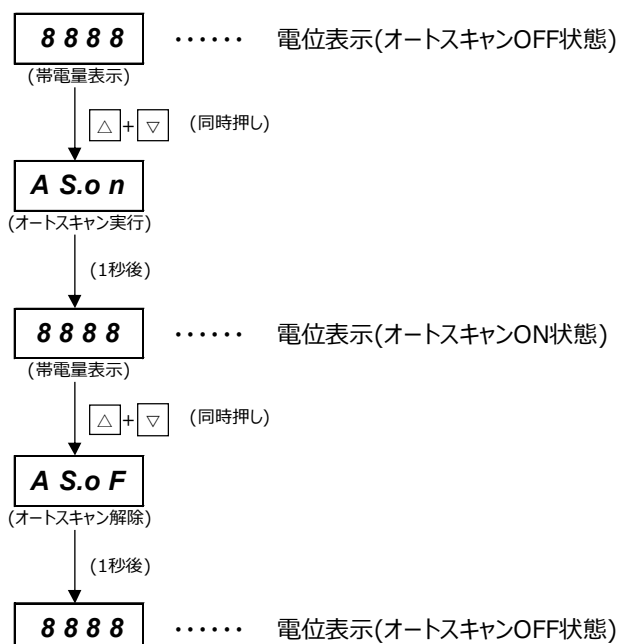 8888 ‥‥‥ 電位表示(オートスキャンOFF状態)
(帯電量表示)
△+▽ (同時押し)
AS.on
(オートスキャン実行)
(1秒後)
8888 ‥‥‥ 電位表示(オートスキャンON状態)
(帯電量表示)
△+▽ (同時押し)
AS.oF
(オートスキャン解除)
(1秒後)
8888 ‥‥‥ 電位表示(オートスキャンOFF状態)